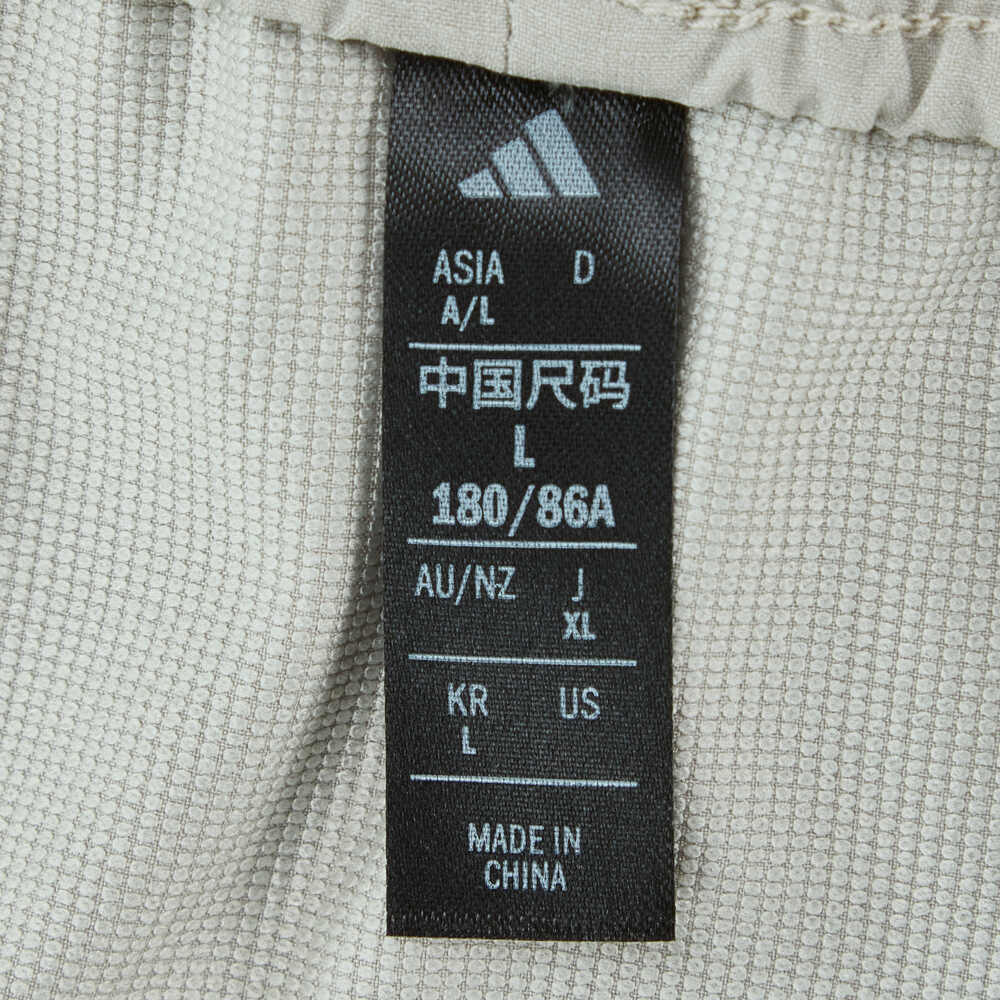 ASIA D
A/L
中国尺码
L
180/86A
AU/NZ J
XL
KR US
L
MADE IN
CHINA